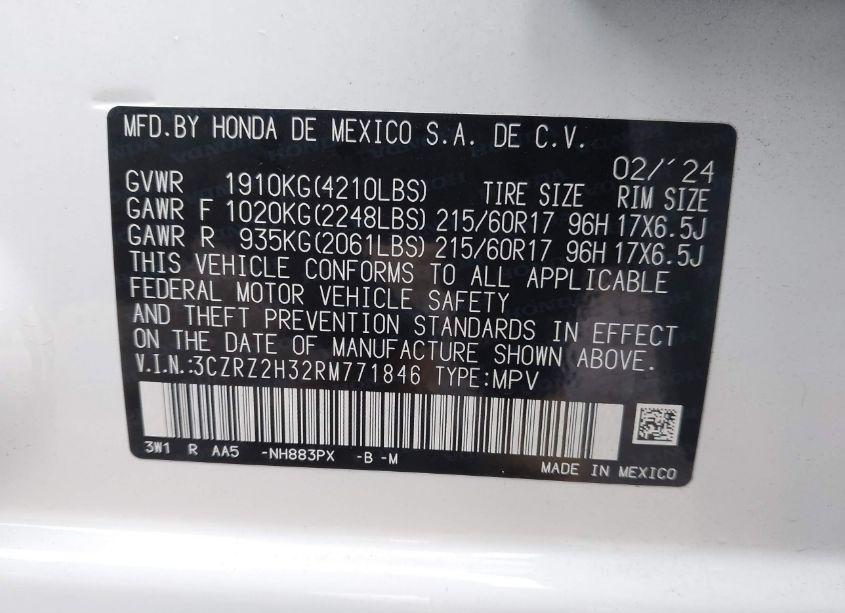 MFD.BY HONDA DE MEXICO S.A. DE C.V.
02/'24
GVWR 1910KG(4210LBS) TIRE SIZE RIM SIZE
GAWR F 1020KG(2248LBS) 215/60R17 96H 17X6.5J
GAWR R 935KG(2061LBS) 215/60R17 96H 17X6.5J
THIS VEHICLE CONFORMS TO ALL APPLICABLE
FEDERAL MOTOR VEHICLE SAFETY
AND THEFT PREVENTION STANDARDS IN EFFECT
ON THE DATE OF MANUFACTURE SHOWN ABOVE.
V.I.N.:3CZRZ2H32RM771846 TYPE:MPV
3W1 R AA5 -NH883PX -B -M
MADE IN MEXICO